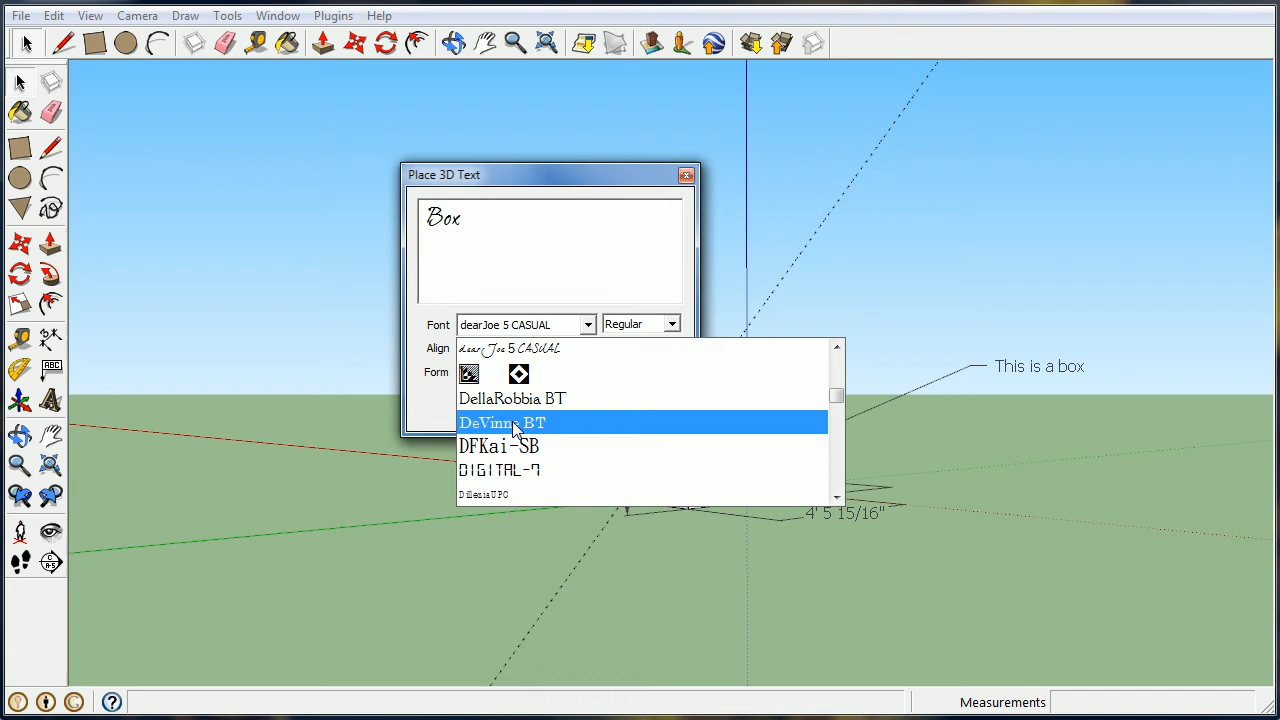 File Edit View Camera Draw Tools Window Plugins Help
Place 3D Text
Box
Font dearJoe 5 CASUAL Regular
Align
Form
dearJoe 5 CASUAL
DellaRobbia BT
DeVinne BT
DFKai-SB
DIGITAL-7
DilleniaUPC
This is a box
4' 5 15/16"
ABC
Measurements